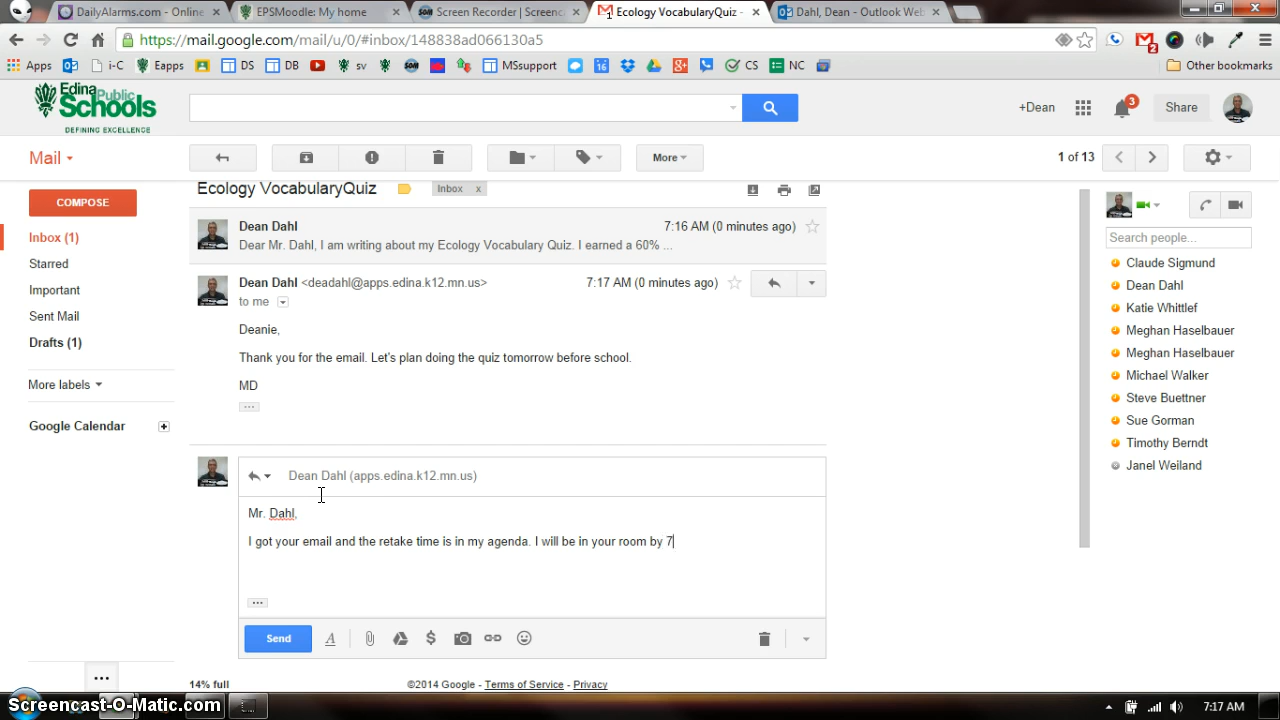 DailyAlarms.com - Online
EPSMoodle: My home
Screen Recorder | Screenc
Ecology VocabularyQuiz -
Dahl, Dean - Outlook Web
https://mail.google.com/mail/u/0/#inbox/148838ad066130a5
2
Apps
i-C
Eapps
DS
DB
sv
SOM
MSsupport
16
CS
NC
Other bookmarks
Edina Public Schools
DEFINING EXCELLENCE
+Dean
3
Share
Mail
More
1 of 13
COMPOSE
Inbox (1)
Starred
Important
Sent Mail
Drafts (1)
More labels
Google Calendar
Ecology VocabularyQuiz
Inbox x
Dean Dahl
7:16 AM (0 minutes ago)
Dear Mr. Dahl, I am writing about my Ecology Vocabulary Quiz. I earned a 60% ...
Dean Dahl <deadahl@apps.edina.k12.mn.us>
7:17 AM (0 minutes ago)
to me
Deanie,
Thank you for the email. Let's plan doing the quiz tomorrow before school.
MD
Dean Dahl (apps.edina.k12.mn.us)
Mr. Dahl,
I got your email and the retake time is in my agenda. I will be in your room by 7
Send
14% full
©2014 Google - Terms of Service - Privacy
Search people...
Claude Sigmund
Dean Dahl
Katie Whittlef
Meghan Haselbauer
Meghan Haselbauer
Michael Walker
Steve Buettner
Sue Gorman
Timothy Berndt
Janel Weiland
Screencast-O-Matic.com
7:17 AM